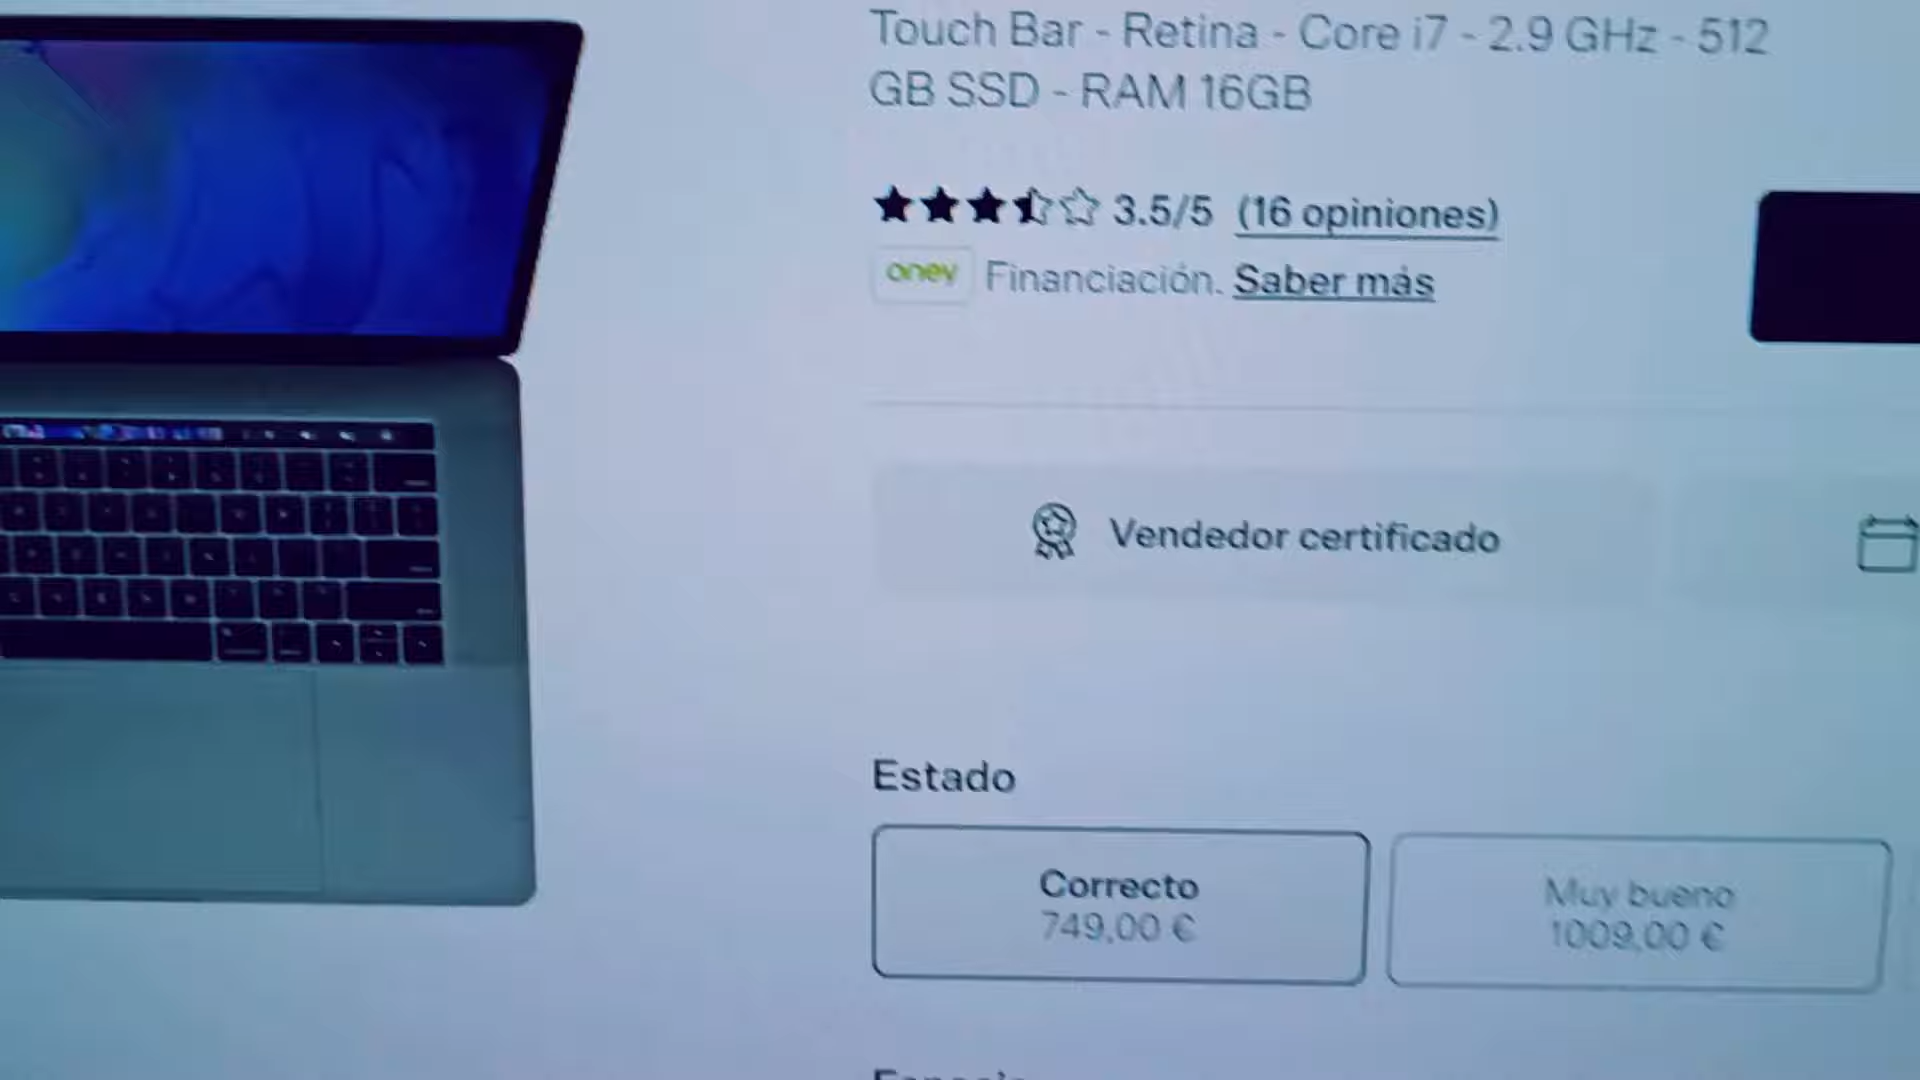 Touch Bar - Retina - Core i7 - 2.9 GHz - 512
GB SSD - RAM 16GB
3.5/5 (16 opiniones)
oney Financiación. Saber más
Vendedor certificado
Estado
Correcto
749,00 €
Muy bueno
1009,00 €